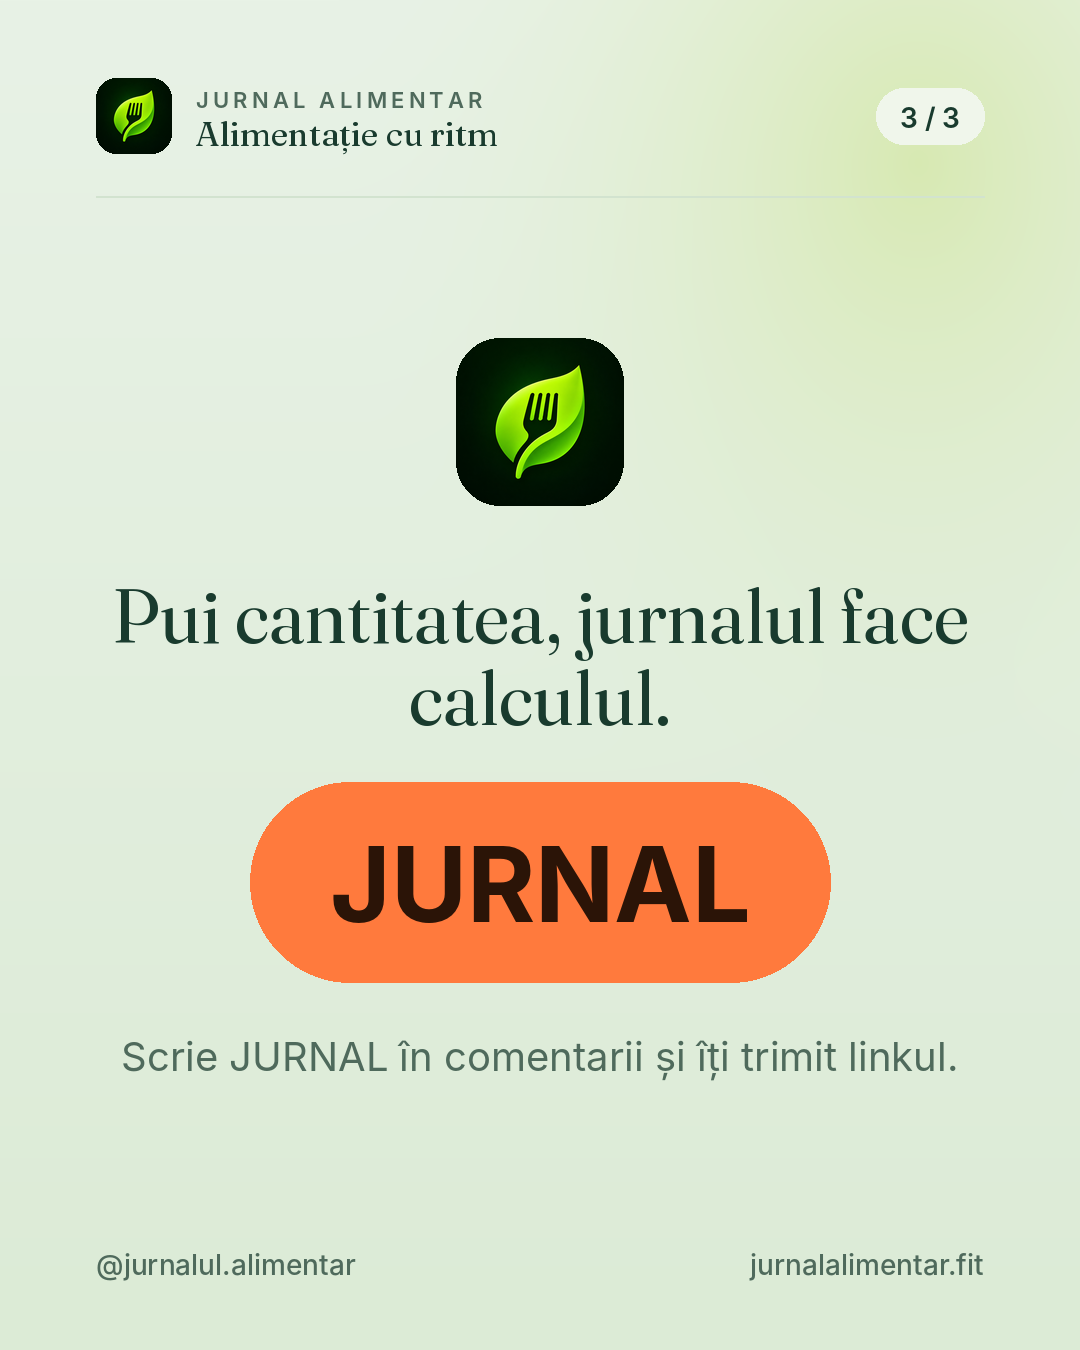 JURNAL ALIMENTAR
Alimentație cu ritm
3 / 3
Pui cantitatea, jurnalul face
calculul.
JURNAL
Scrie JURNAL în comentarii și îți trimit linkul.
@jurnalul.alimentar
jurnalalimentar.fit